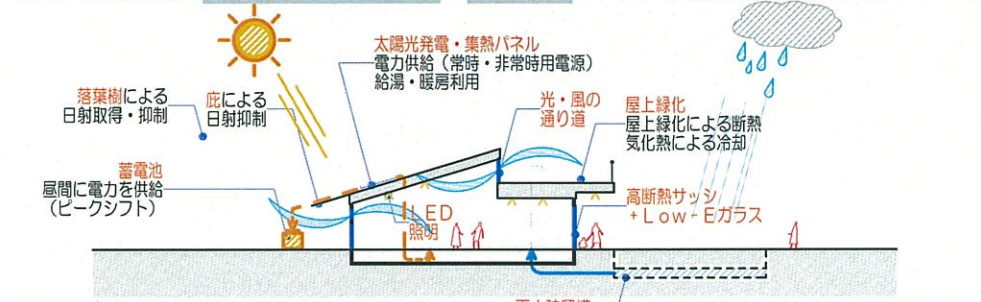 太陽光発電・集熱パネル
電力供給（常時・非常時用電源）
給湯・暖房利用
落葉樹による
日射取得・抑制
庇による
日射抑制
光・風の
通り道
屋上緑化
屋上緑化による断熱
気化熱による冷却
蓄電池
昼間に電力を供給
（ピークシフト）
LED
照明
高断熱サッシ
+Low-Eガラス